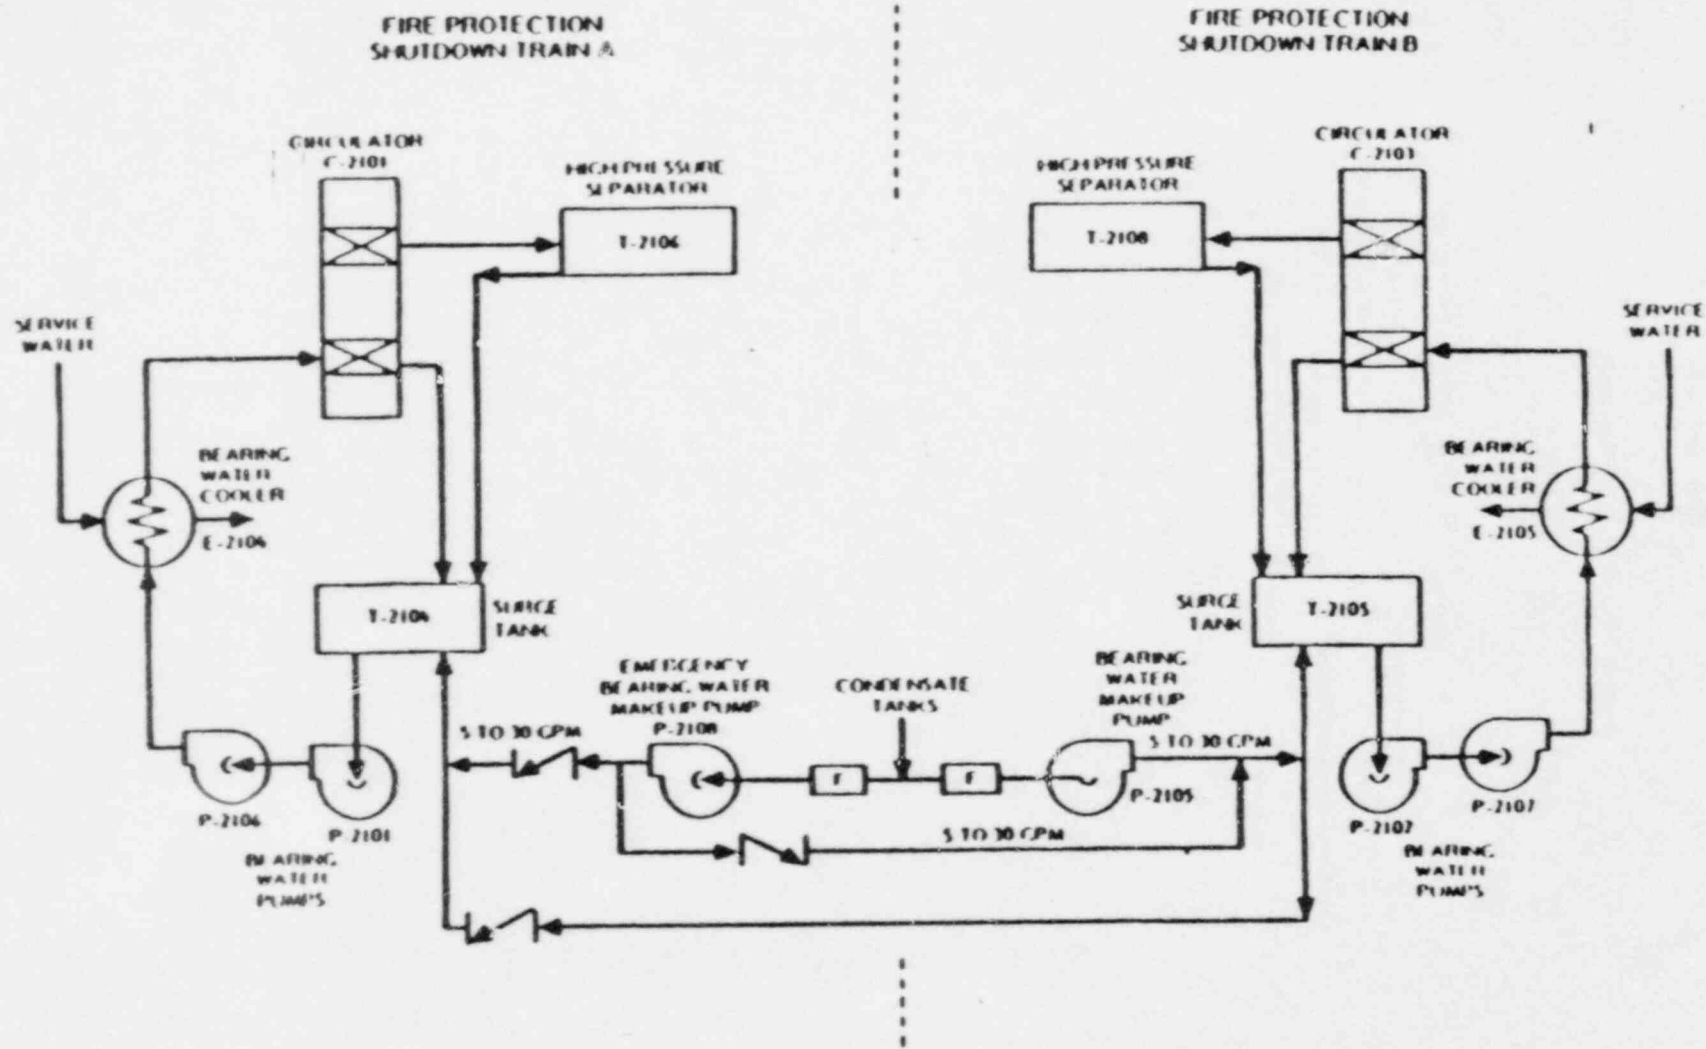 FIRE PROTECTION
SHUTDOWN TRAIN A
FIRE PROTECTION
SHUTDOWN TRAIN B
CIRCULATOR
C-2101
HIGH PRESSURE
SEPARATOR
T-2106
HIGH PRESSURE
SEPARATOR
T-2108
CIRCULATOR
C-2103
SERVICE
WATER
SERVICE
WATER
BEARING
WATER
COOLER
E-2104
BEARING
WATER
COOLER
E-2105
T-2104
SURGE
TANK
SURGE
TANK
T-2105
EMERGENCY
BEARING WATER
MAKEUP PUMP
P-2108
CONDENSATE
TANKS
BEARING
WATER
MAKEUP
PUMP
P-2105
5 TO 30 GPM
5 TO 30 GPM
F
F
5 TO 30 GPM
P-2106
P-2101
BEARING
WATER
PUMPS
P-2102
P-2107
BEARING
WATER
PUMPS